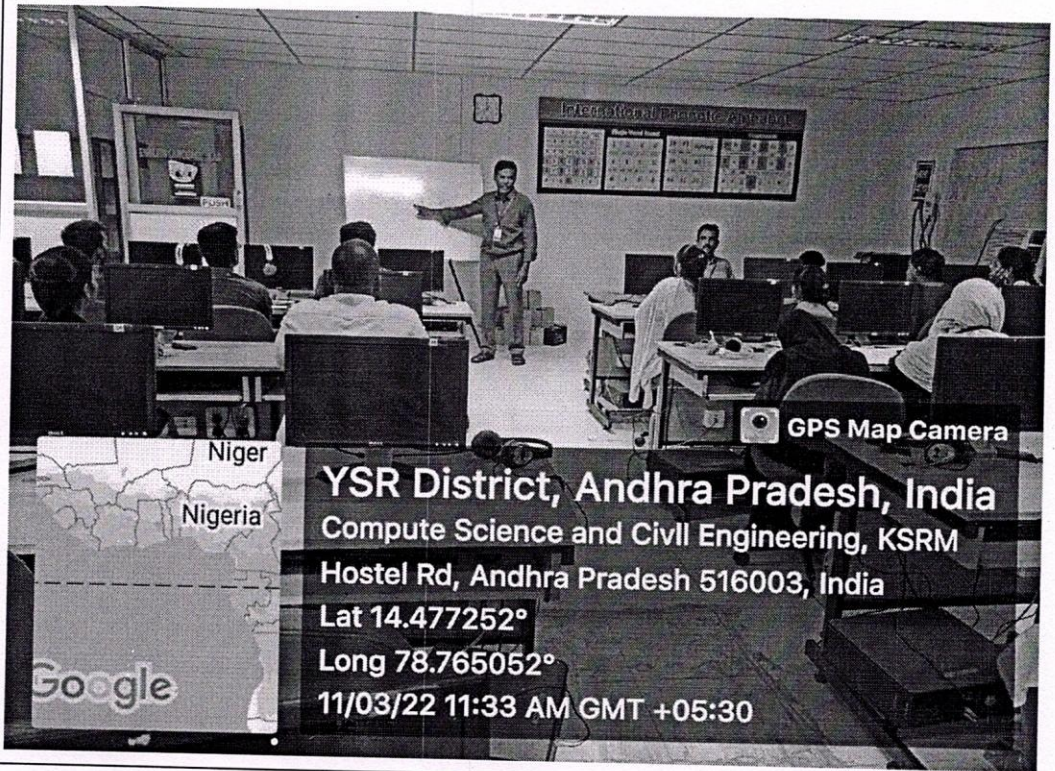 International Phonetic Alphabet
PUSH
GPS Map Camera
Niger
Nigeria
Google
YSR District, Andhra Pradesh, India
Compute Science and Civll Engineering, KSRM
Hostel Rd, Andhra Pradesh 516003, India
Lat 14.477252°
Long 78.765052°
11/03/22 11:33 AM GMT +05:30